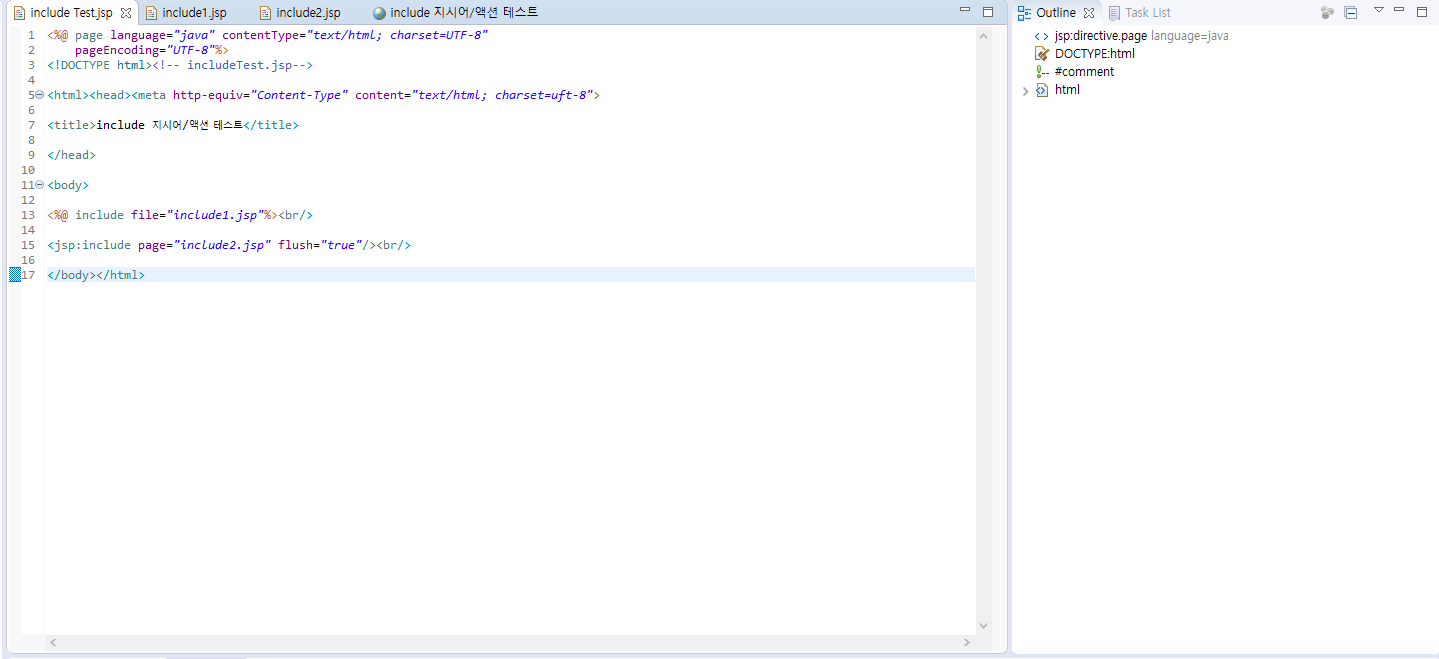 include Test.jsp include1.jsp include2.jsp include 지시어/액션 테스트
1 <%@ page language="java" contentType="text/html; charset=UTF-8"
2 pageEncoding="UTF-8"%>
3 <!DOCTYPE html><!-- includeTest.jsp-->
4
5 <html><head><meta http-equiv="Content-Type" content="text/html; charset=uft-8">
6
7 <title>include 지시어/액션 테스트</title>
8
9 </head>
10
11 <body>
12
13 <%@ include file="include1.jsp"%><br/>
14
15 <jsp:include page="include2.jsp" flush="true"/><br/>
16
17 </body></html>
Outline Task List
jsp:directive.page language=java
DOCTYPE:html
#comment
html